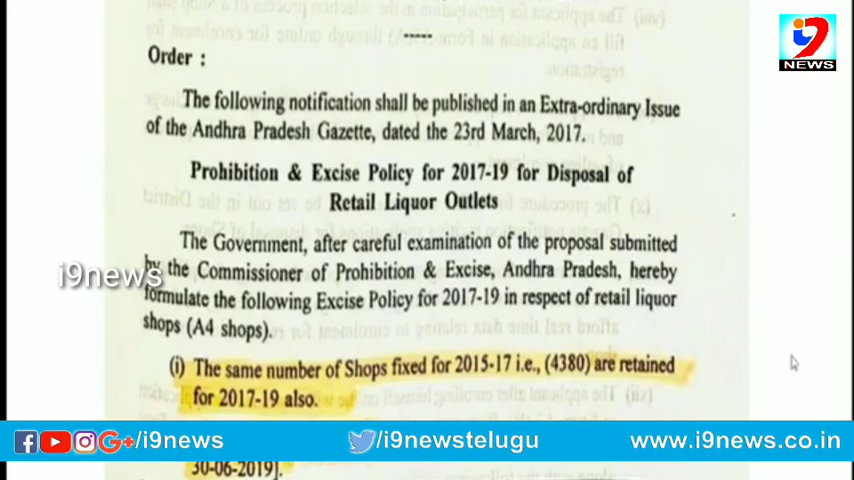 i9
NEWS
-----
Order :
The following notification shall be published in an Extra-ordinary Issue
of the Andhra Pradesh Gazette, dated the 23rd March, 2017.
Prohibition & Excise Policy for 2017-19 for Disposal of
Retail Liquor Outlets
The Government, after careful examination of the proposal submitted
by the Commissioner of Prohibition & Excise, Andhra Pradesh, hereby
i9news
formulate the following Excise Policy for 2017-19 in respect of retail liquor
shops (A4 shops).
(i) The same number of Shops fixed for 2015-17 i.e., (4380) are retained
for 2017-19 also.
/i9news /i9newstelugu www.i9news.co.in
30-06-2019].